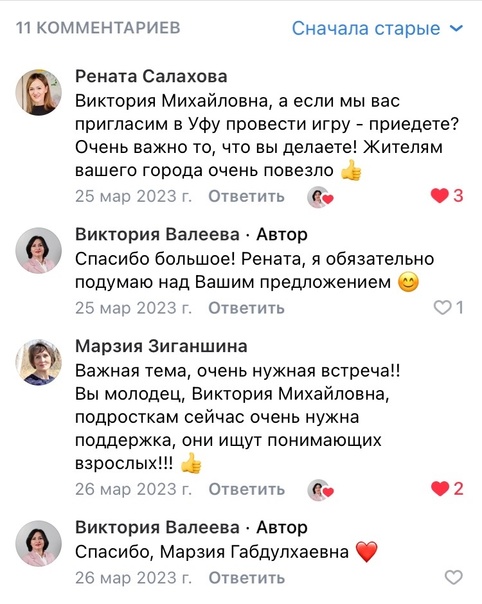 11 КОММЕНТАРИЕВ Сначала старые
Рената Салахова
Виктория Михайловна, а если мы вас
пригласим в Уфу провести игру - приедете?
Очень важно то, что вы делаете! Жителям
вашего города очень повезло 👍
25 мар 2023 г. Ответить 3
Виктория Валеева · Автор
Спасибо большое! Рената, я обязательно
подумаю над Вашим предложением 😊
25 мар 2023 г. Ответить 1
Марзия Зиганшина
Важная тема, очень нужная встреча!!
Вы молодец, Виктория Михайловна,
подросткам сейчас очень нужна
поддержка, они ищут понимающих
взрослых!!! 👍
26 мар 2023 г. Ответить 2
Виктория Валеева · Автор
Спасибо, Марзия Габдулхаевна ❤️
26 мар 2023 г. Ответить